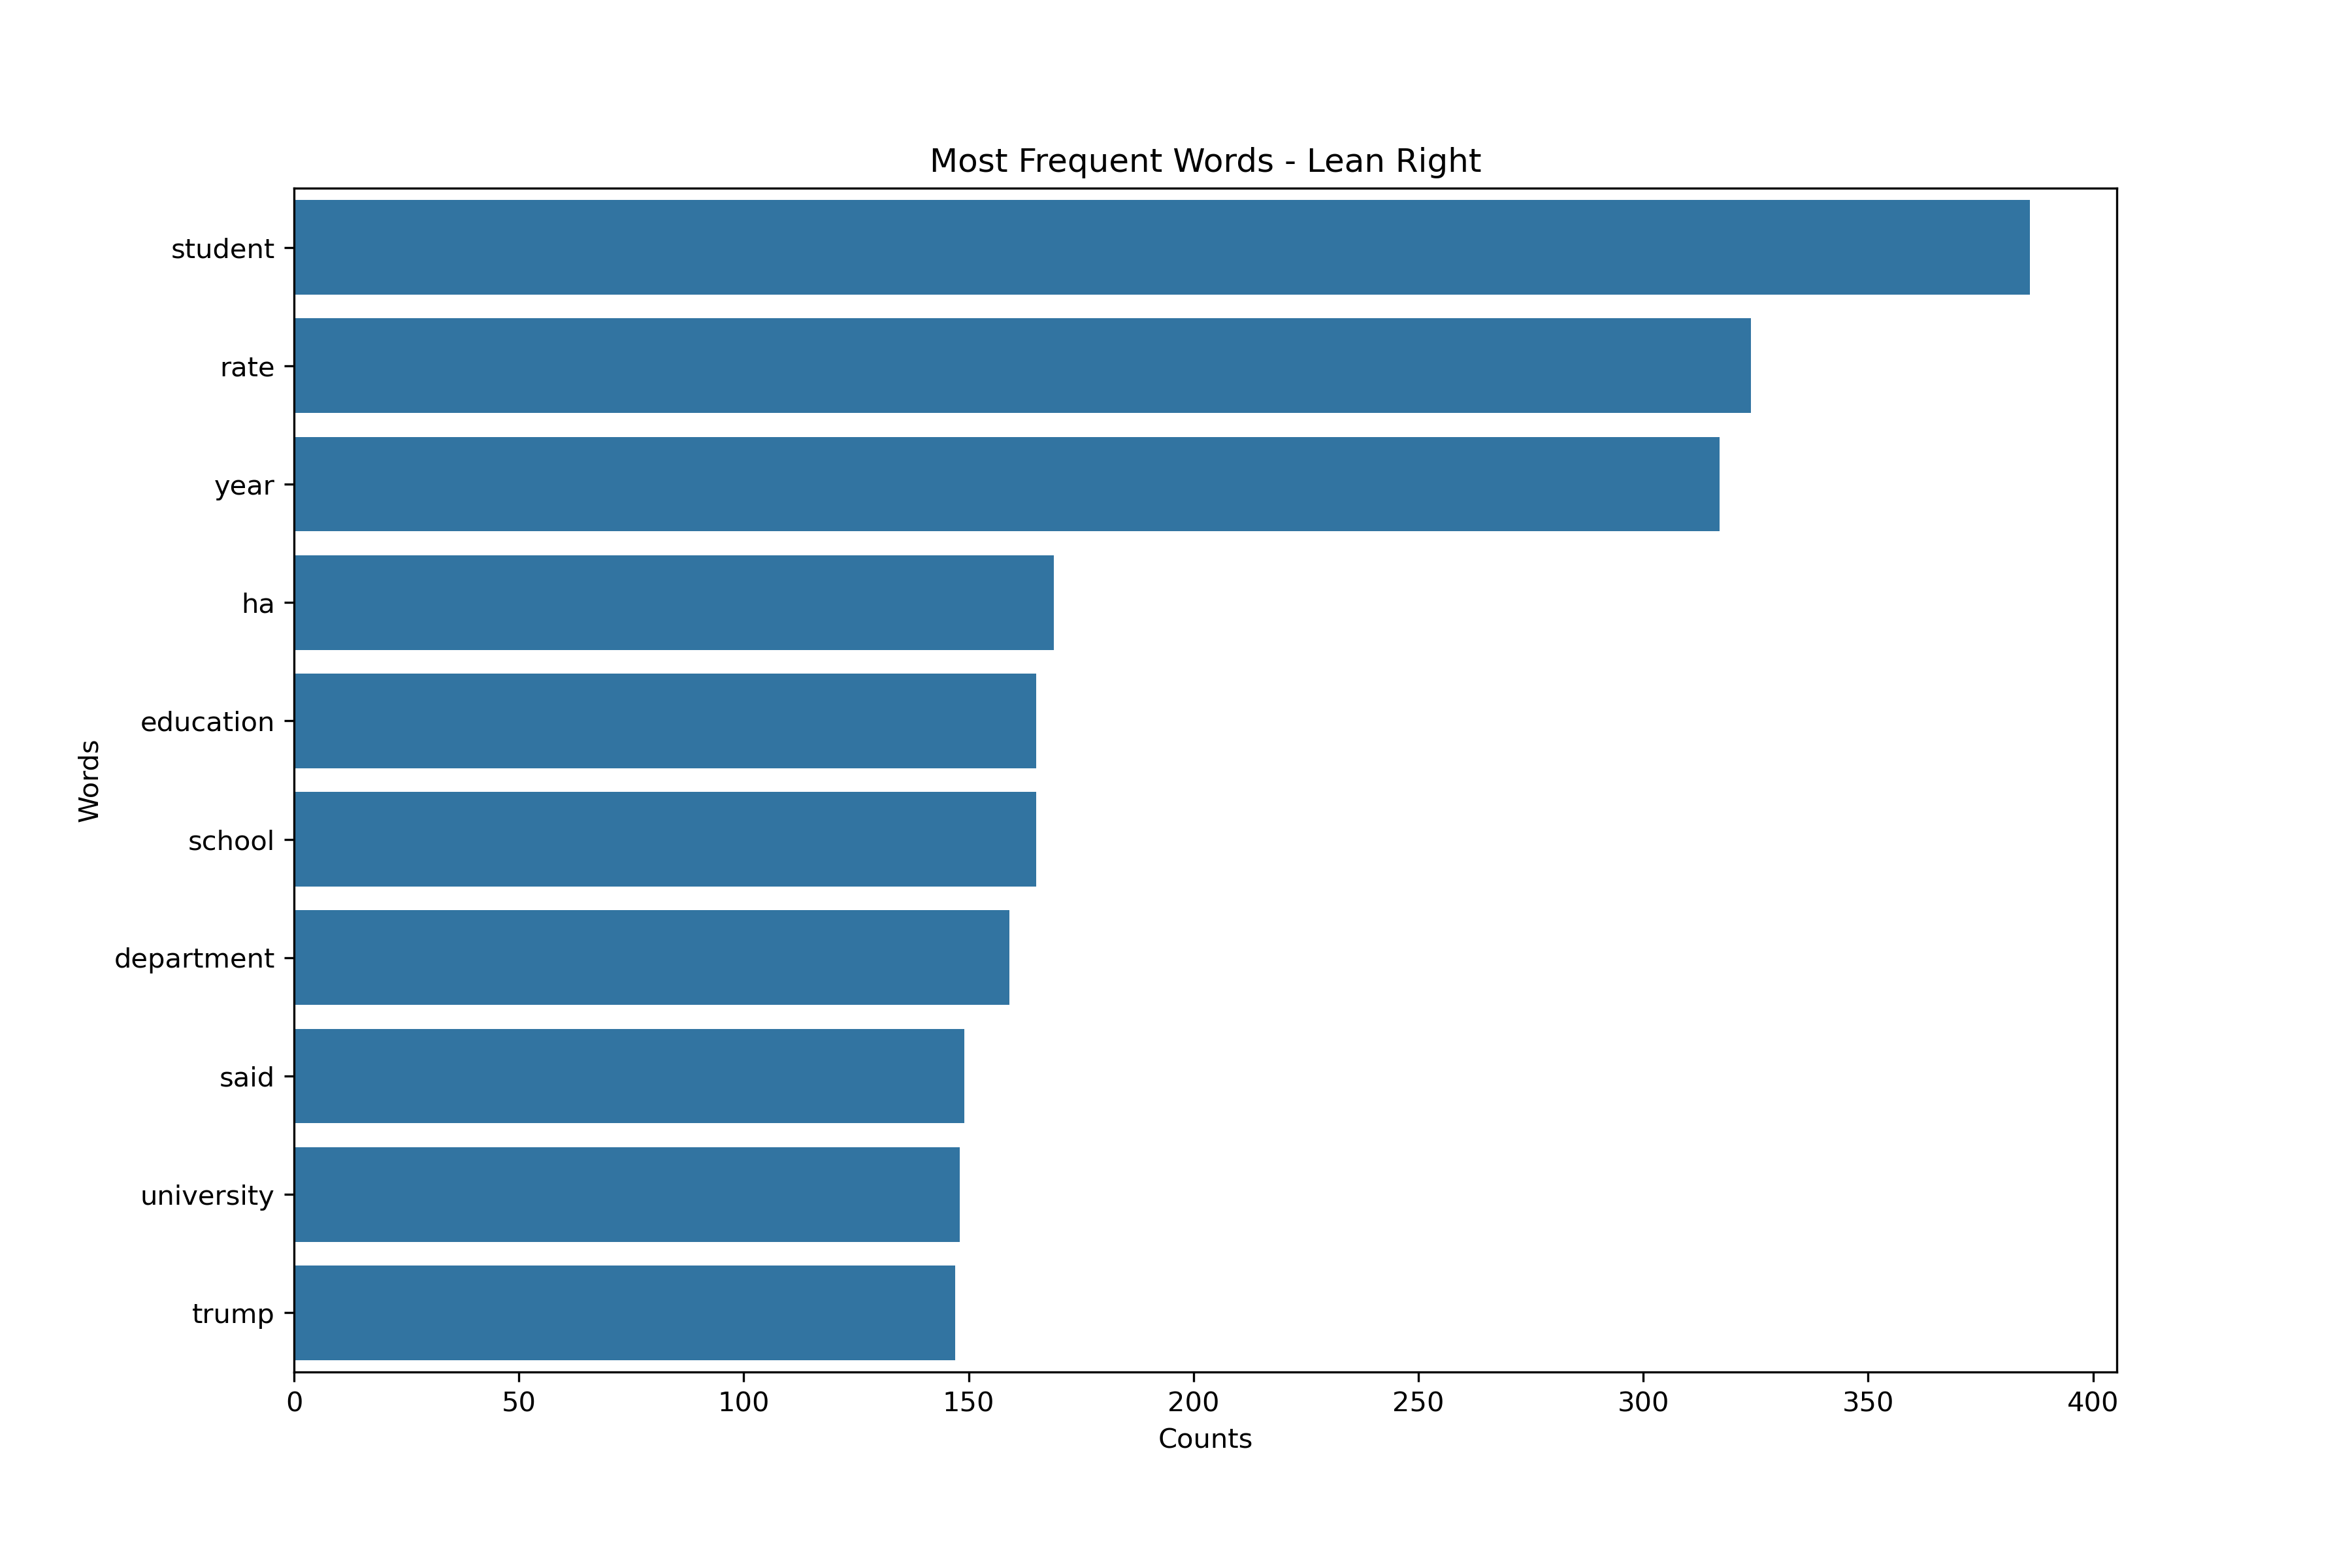 Most Frequent Words - Lean Right
student
rate
year
ha
education
school
department
said
university
trump
Words
0 50 100 150 200 250 300 350 400
Counts